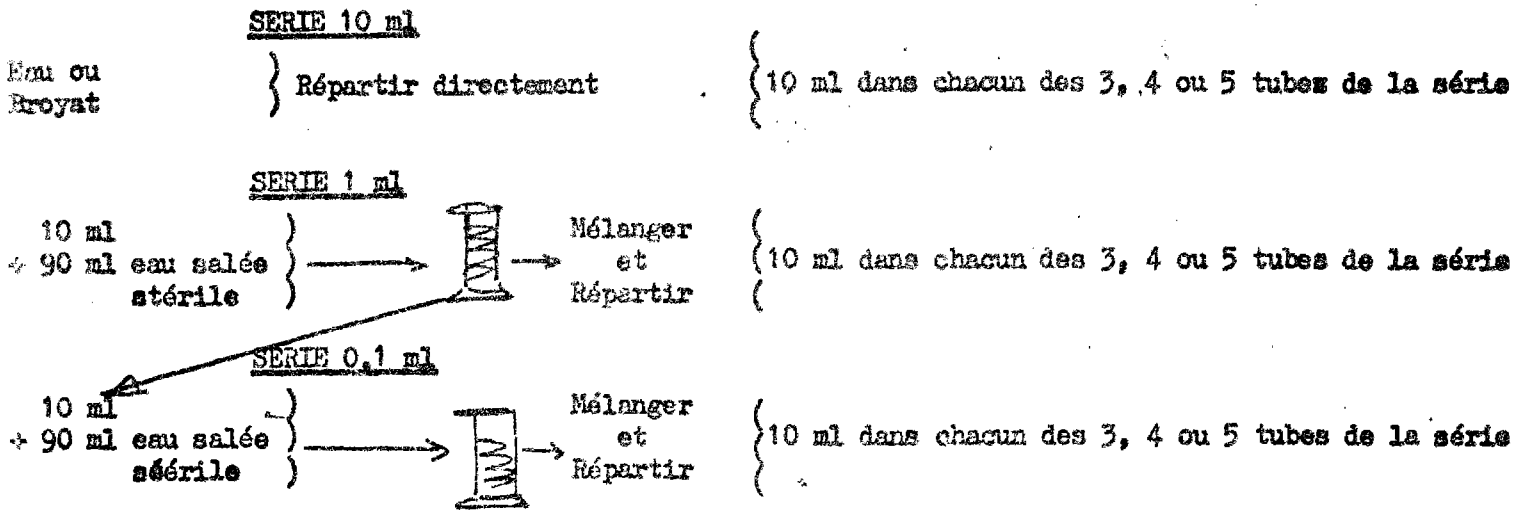 SERIE 10 ml
Eau ou
Broyat
Répartir directement
10 ml dans chacun des 3, 4 ou 5 tubes de la série
SERIE 1 ml
10 ml
+ 90 ml eau salée
stérile
Mélanger
et
Répartir
10 ml dans chacun des 3, 4 ou 5 tubes de la série
SERIE 0,1 ml
10 ml
+ 90 ml eau salée
séérile
Mélanger
et
Répartir
10 ml dans chacun des 3, 4 ou 5 tubes de la série